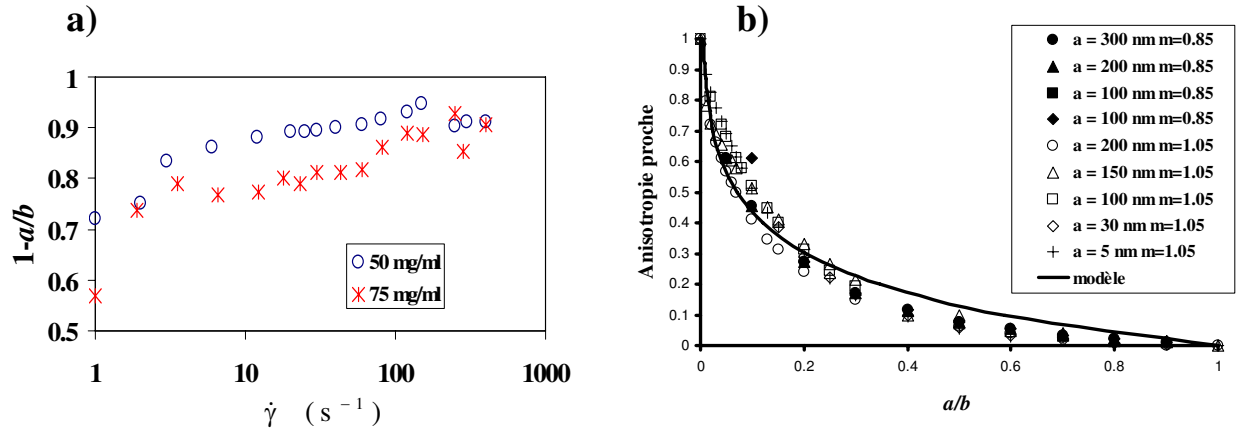 a)
1
0.9
0.8
0.7
0.6
0.5
1-a/b
50 mg/ml
75 mg/ml
1
10
100
1000
γ̇ (s⁻¹)
b)
1
0.9
0.8
0.7
0.6
0.5
0.4
0.3
0.2
0.1
0
Anisotropie proche
a = 300 nm m=0.85
a = 200 nm m=0.85
a = 100 nm m=0.85
a = 100 nm m=0.85
a = 200 nm m=1.05
a = 150 nm m=1.05
a = 100 nm m=1.05
a = 30 nm m=1.05
a = 5 nm m=1.05
modèle
0
0.2
0.4
0.6
0.8
1
a/b